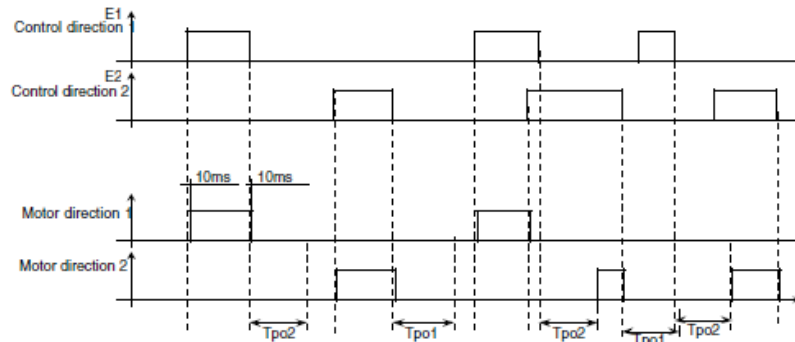 E1
Control direction 1
E2
Control direction 2
10ms 10ms
Motor direction 1
Motor direction 2
Tpo2 Tpo1 Tpo2 Tpo1 Tpo2